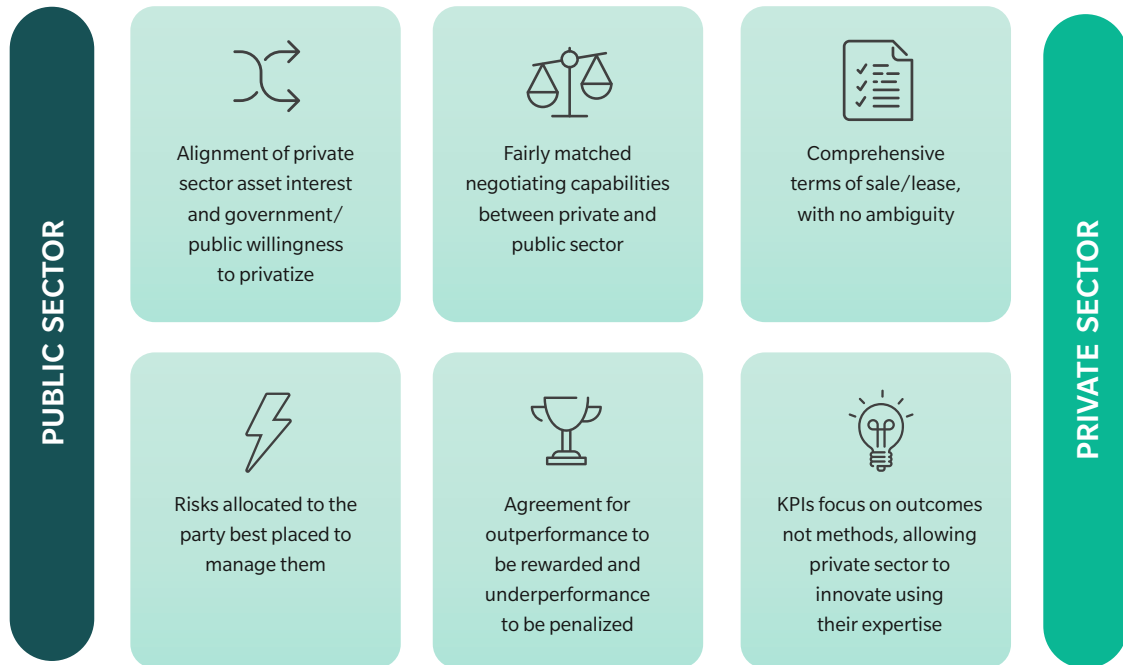 PUBLIC SECTOR
Alignment of private
sector asset interest
and government/
public willingness
to privatize
Fairly matched
negotiating capabilities
between private and
public sector
Comprehensive
terms of sale/lease,
with no ambiguity
Risks allocated to the
party best placed to
manage them
Agreement for
outperformance to
be rewarded and
underperformance
to be penalized
KPIs focus on outcomes
not methods, allowing
private sector to
innovate using
their expertise
PRIVATE SECTOR